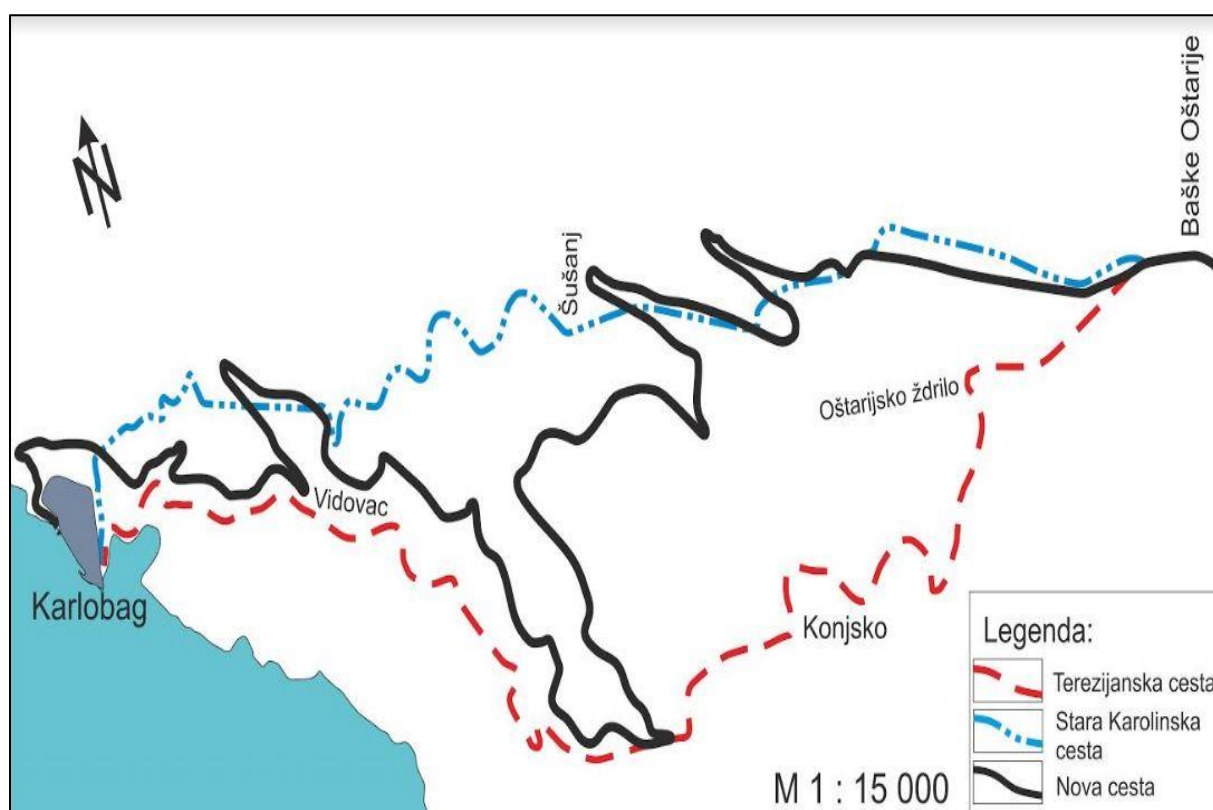 Baške Oštarije
N
Šušanj
Oštarijsko ždrilo
Vidovac
Karlobag
Konjsko
Legenda:
Terezijanska cesta
Stara Karolinska
cesta
Nova cesta
M 1 : 15 000